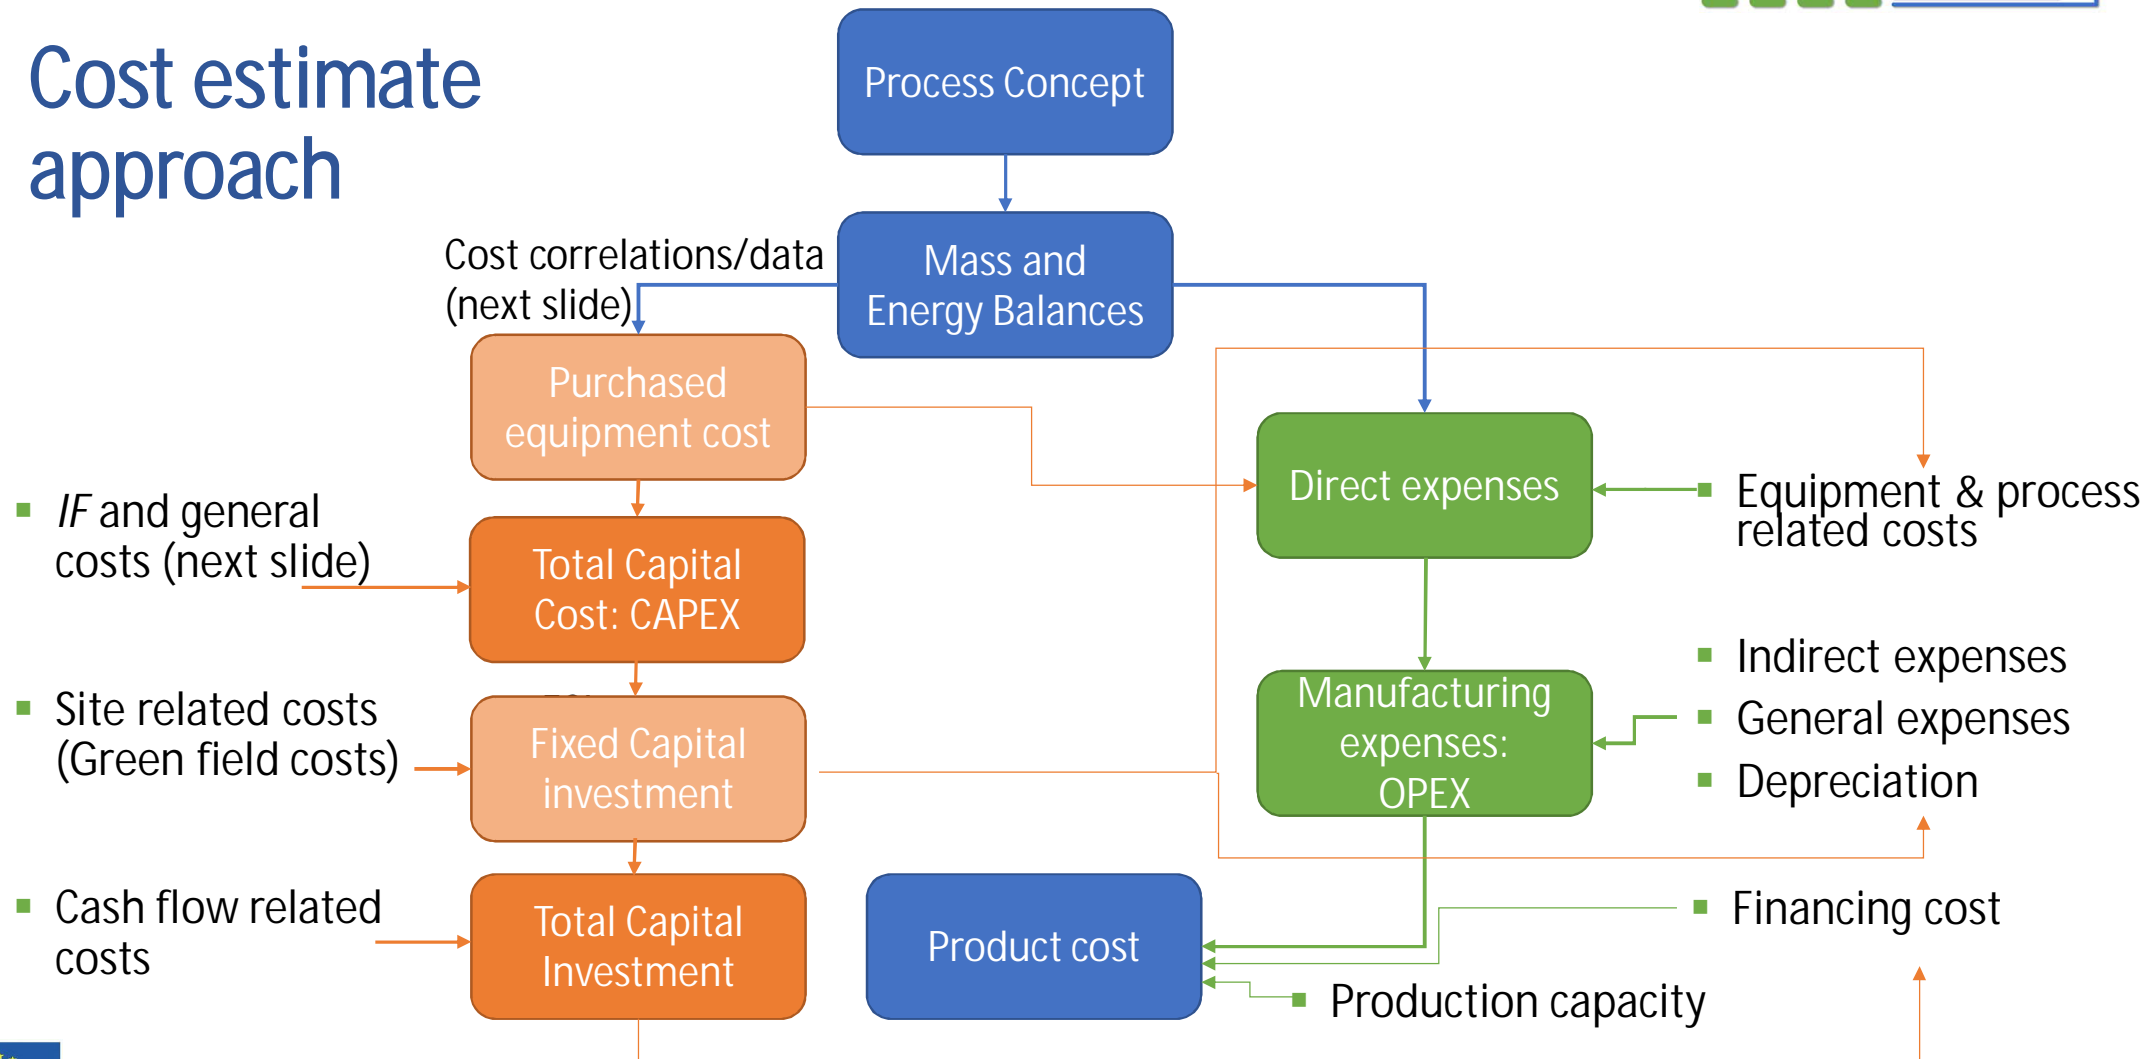 Cost estimate
approach
Process Concept
Cost correlations/data
(next slide)
Mass and
Energy Balances
Purchased
equipment cost
Direct expenses
▪ Equipment & process
related costs
▪ IF and general
costs (next slide)
Total Capital
Cost: CAPEX
▪ Site related costs
(Green field costs)
Fixed Capital
investment
Manufacturing
expenses:
OPEX
▪ Indirect expenses
▪ General expenses
▪ Depreciation
▪ Cash flow related
costs
Total Capital
Investment
Product cost
▪ Financing cost
▪ Production capacity